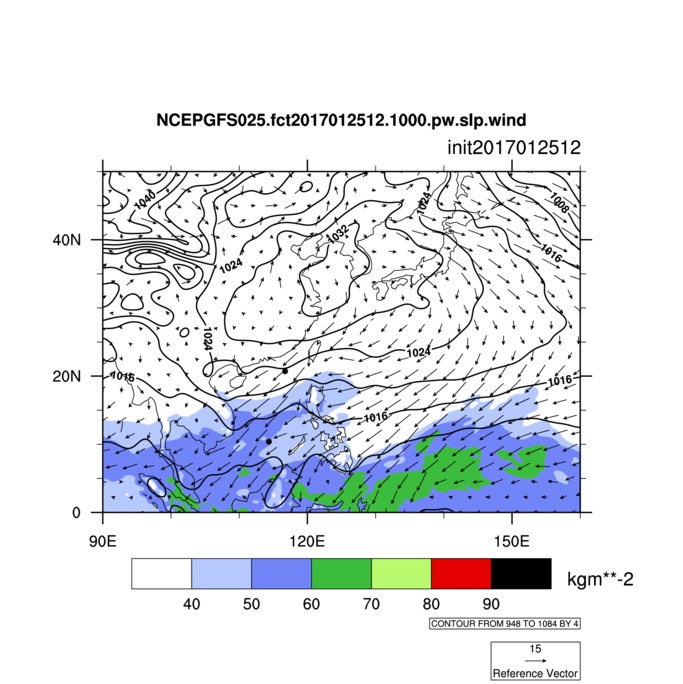 NCEPGFS025.fct2017012512.1000.pw.slp.wind
init2017012512
1040
1024
1008
1032
1016
1024
40N
1024
1024
20N
1016
1016
1016
0
90E 120E 150E
40 50 60 70 80 90
kgm**-2
CONTOUR FROM 948 TO 1084 BY 4
15
Reference Vector